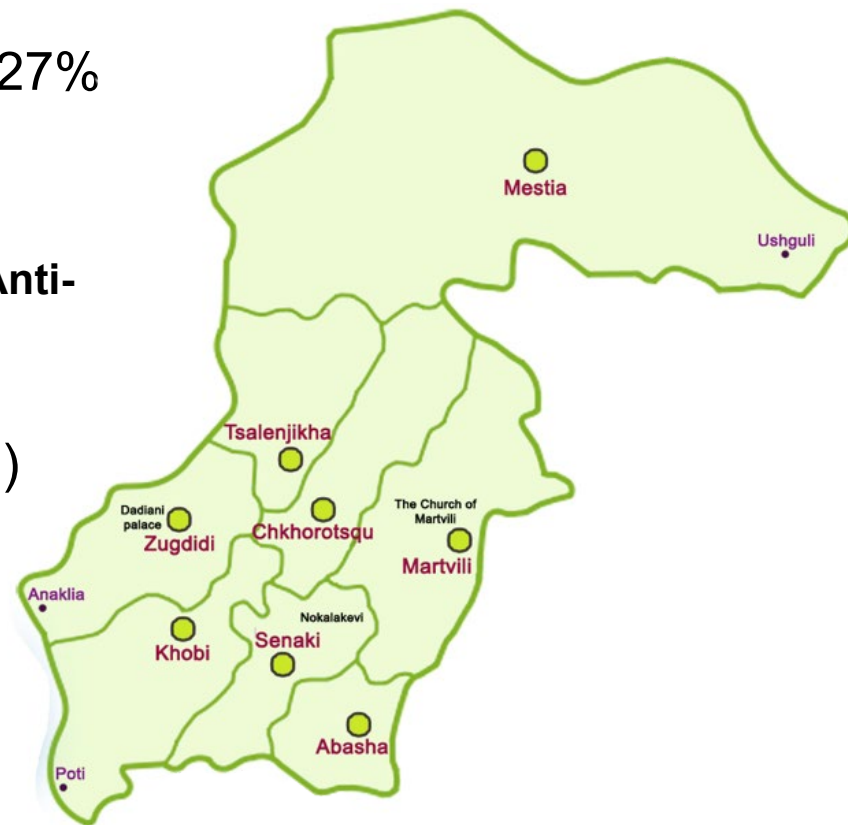 27%
Mestia
Ushguli
Anti-
Tsalenjikha
)
Dadiani
palace
Zugdidi
Chkhorotsqu
The Church of
Martvili
Martvili
Anaklia
Nokalakevi
Khobi
Senaki
Abasha
Poti